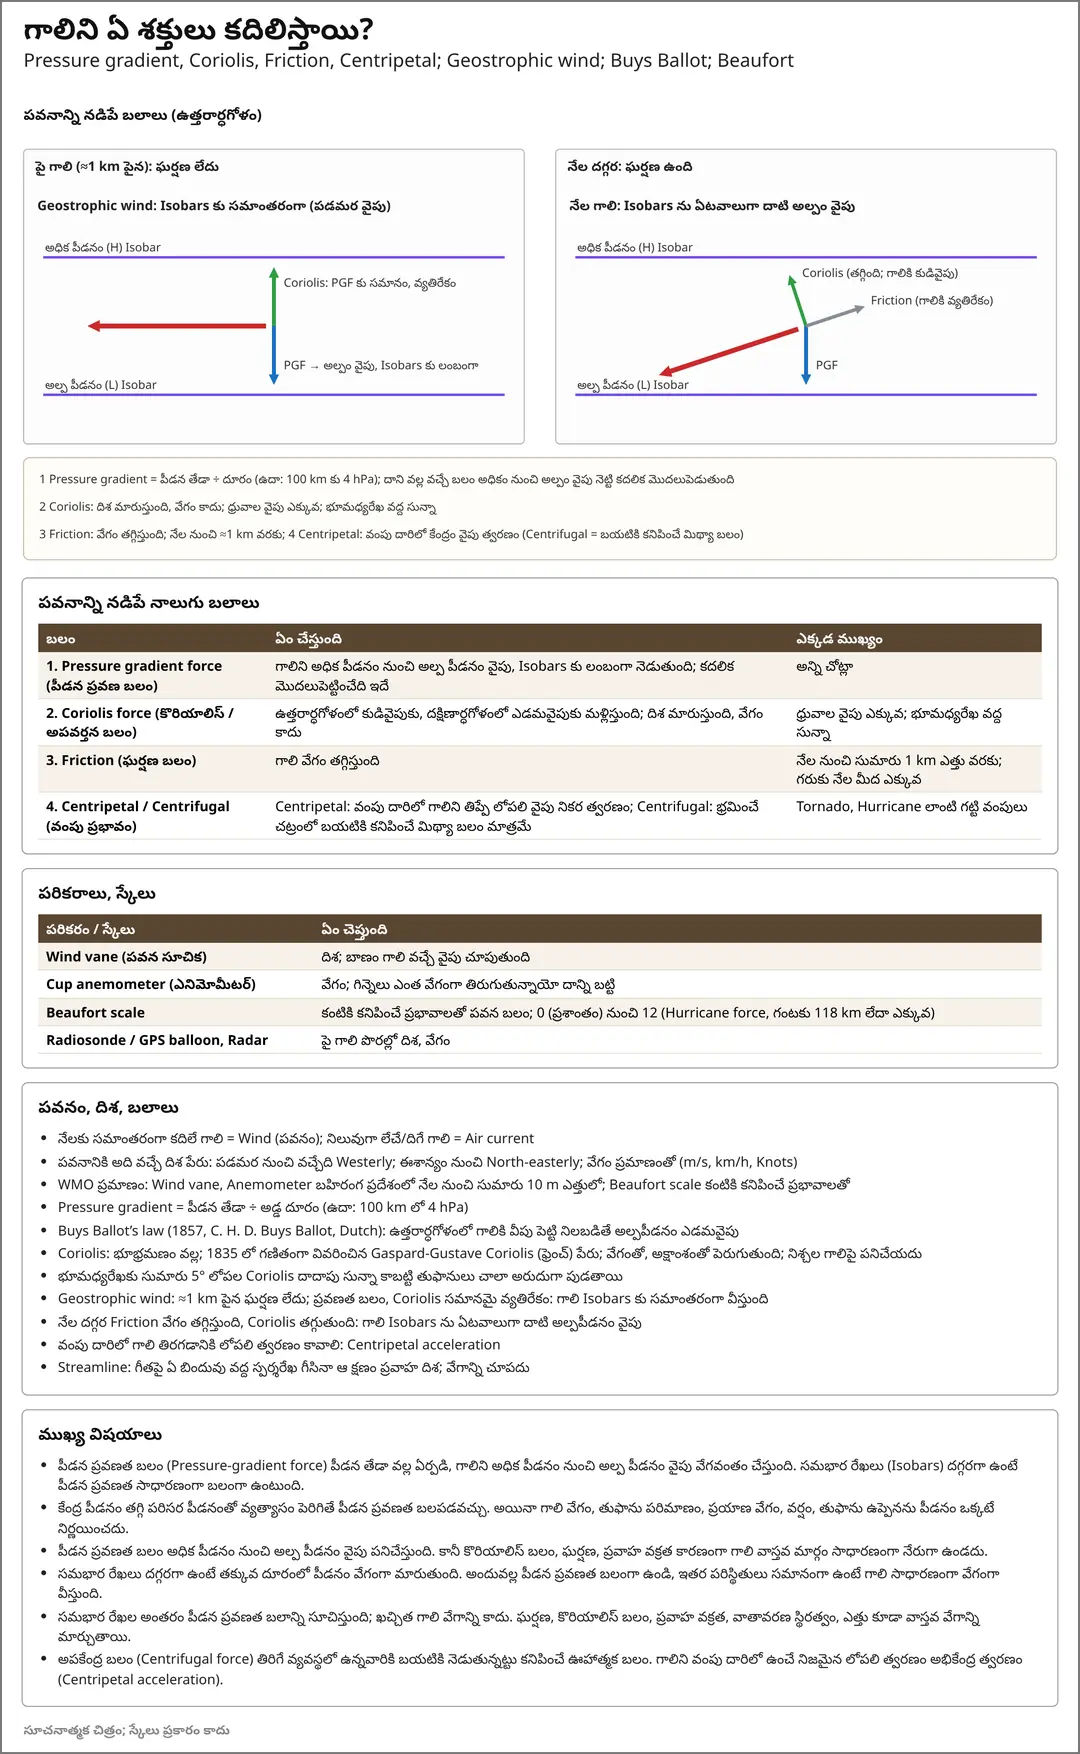 గాలిని ఏ శక్తులు కదిలిస్తాయి?
Pressure gradient, Coriolis, Friction, Centripetal; Geostrophic wind; Buys Ballot; Beaufort
పవనాన్ని నడిపే బలాలు (ఉత్తరార్ధగోళం)
పై గాలి (≈1 km పైన): ఘర్షణ లేదు
Geostrophic wind: Isobars కు సమాంతరంగా (పడమర వైపు)
అధిక పీడనం (H) Isobar
Coriolis: PGF కు సమానం, వ్యతిరేకం
PGF → అల్పం వైపు, Isobars కు లంబంగా
అల్ప పీడనం (L) Isobar
నేల దగ్గర: ఘర్షణ ఉంది
నేల గాలి: Isobars ను ఏటవాలుగా దాటి అల్పం వైపు
అధిక పీడనం (H) Isobar
Coriolis (తగ్గింది; గాలికి కుడివైపు)
Friction (గాలికి వ్యతిరేకం)
PGF
అల్ప పీడనం (L) Isobar
1 Pressure gradient = పీడన తేడా ÷ దూరం (ఉదా: 100 km కు 4 hPa); దాని వల్ల వచ్చే బలం అధికం నుంచి అల్పం వైపు నెట్టి కదలిక మొదలుపెడుతుంది
2 Coriolis: దిశ మారుస్తుంది, వేగం కాదు; ధ్రువాల వైపు ఎక్కువ; భూమధ్యరేఖ వద్ద సున్నా
3 Friction: వేగం తగ్గిస్తుంది; నేల నుంచి ≈1 km వరకు; 4 Centripetal: వంపు దారిలో కేంద్రం వైపు త్వరణం (Centrifugal = బయటికి కనిపించే మిథ్యా బలం)
పవనాన్ని నడిపే నాలుగు బలాలు
బలం ఏం చేస్తుంది ఎక్కడ ముఖ్యం
1. Pressure gradient force గాలిని అధిక పీడనం నుంచి అల్ప పీడనం వైపు, Isobars కు లంబంగా నెడుతుంది; కదలిక అన్ని చోట్లా
(పీడన ప్రవణ బలం) మొదలుపెట్టించేది ఇదే
2. Coriolis force (కొరియాలిస్ / ఉత్తరార్ధగోళంలో కుడివైపుకు, దక్షిణార్ధగోళంలో ఎడమవైపుకు మళ్లిస్తుంది; దిశ మారుస్తుంది, వేగం ధ్రువాల వైపు ఎక్కువ; భూమధ్యరేఖ వద్ద
అపవర్తన బలం) కాదు సున్నా
3. Friction (ఘర్షణ బలం) గాలి వేగం తగ్గిస్తుంది నేల నుంచి సుమారు 1 km ఎత్తు వరకు;
గరుకు నేల మీద ఎక్కువ
4. Centripetal / Centrifugal Centripetal: వంపు దారిలో గాలిని తిప్పే లోపలి వైపు నికర త్వరణం; Centrifugal: భ్రమించే Tornado, Hurricane లాంటి గట్టి వంపులు
(వంపు ప్రభావం) చట్రంలో బయటికి కనిపించే మిథ్యా బలం మాత్రమే
పరికరాలు, స్కేలు
పరికరం / స్కేలు ఏం చెప్తుంది
Wind vane (పవన సూచిక) దిశ; బాణం గాలి వచ్చే వైపు చూపుతుంది
Cup anemometer (ఎనిమోమీటర్) వేగం; గిన్నెలు ఎంత వేగంగా తిరుగుతున్నాయో దాన్ని బట్టి
Beaufort scale కంటికి కనిపించే ప్రభావాలతో పవన బలం; 0 (ప్రశాంతం) నుంచి 12 (Hurricane force, గంటకు 118 km లేదా ఎక్కువ)
Radiosonde / GPS balloon, Radar పై గాలి పొరల్లో దిశ, వేగం
పవనం, దిశ, బలాలు
• నేలకు సమాంతరంగా కదిలే గాలి = Wind (పవనం); నిలువుగా లేచే/దిగే గాలి = Air current
• పవనానికి అది వచ్చే దిశ పేరు: పడమర నుంచి వచ్చేది Westerly; ఈశాన్యం నుంచి North-easterly; వేగం ప్రమాణంతో (m/s, km/h, Knots)
• WMO ప్రమాణం: Wind vane, Anemometer బహిరంగ ప్రదేశంలో నేల నుంచి సుమారు 10 m ఎత్తులో; Beaufort scale కంటికి కనిపించే ప్రభావాలతో
• Pressure gradient = పీడన తేడా ÷ అడ్డ దూరం (ఉదా: 100 km లో 4 hPa)
• Buys Ballot’s law (1857, C. H. D. Buys Ballot, Dutch): ఉత్తరార్ధగోళంలో గాలికి వీపు పెట్టి నిలబడితే అల్పపీడనం ఎడమవైపు
• Coriolis: భూభ్రమణం వల్ల; 1835 లో గణితంగా వివరించిన Gaspard-Gustave Coriolis (ఫ్రెంచ్) పేరు; వేగంతో, అక్షాంశంతో పెరుగుతుంది; నిశ్చల గాలిపై పనిచేయదు
• భూమధ్యరేఖకు సుమారు 5° లోపల Coriolis దాదాపు సున్నా కాబట్టి తుఫానులు చాలా అరుదుగా పుడతాయి
• Geostrophic wind: ≈1 km పైన ఘర్షణ లేదు; ప్రవణత బలం, Coriolis సమానమై వ్యతిరేకం: గాలి Isobars కు సమాంతరంగా వీస్తుంది
• నేల దగ్గర Friction వేగం తగ్గిస్తుంది, Coriolis తగ్గుతుంది: గాలి Isobars ను ఏటవాలుగా దాటి అల్పపీడనం వైపు
• వంపు దారిలో గాలి తిరగడానికి లోపలి త్వరణం కావాలి: Centripetal acceleration
• Streamline: గీతపై ఏ బిందువు వద్ద స్పర్శరేఖ గీసినా ఆ క్షణం ప్రవాహ దిశ; వేగాన్ని చూపదు
ముఖ్య విషయాలు
• పీడన ప్రవణత బలం (Pressure-gradient force) పీడన తేడా వల్ల ఏర్పడి, గాలిని అధిక పీడనం నుంచి అల్ప పీడనం వైపు వేగవంతం చేస్తుంది. సమభార రేఖలు (Isobars) దగ్గరగా ఉంటే
పీడన ప్రవణత సాధారణంగా బలంగా ఉంటుంది.
• కేంద్ర పీడనం తగ్గి పరిసర పీడనంతో వ్యత్యాసం పెరిగితే పీడన ప్రవణత బలపడవచ్చు. అయినా గాలి వేగం, తుఫాను పరిమాణం, ప్రయాణ వేగం, వర్షం, తుఫాను ఉప్పెనను పీడనం ఒక్కటే
నిర్ణయించదు.
• పీడన ప్రవణత బలం అధిక పీడనం నుంచి అల్ప పీడనం వైపు పనిచేస్తుంది. కానీ కొరియాలిస్ బలం, ఘర్షణ, ప్రవాహ వక్రత కారణంగా గాలి వాస్తవ మార్గం సాధారణంగా నేరుగా ఉండదు.
• సమభార రేఖలు దగ్గరగా ఉంటే తక్కువ దూరంలో పీడనం వేగంగా మారుతుంది. అందువల్ల పీడన ప్రవణత బలంగా ఉండి, ఇతర పరిస్థితులు సమానంగా ఉంటే గాలి సాధారణంగా వేగంగా
వీస్తుంది.
• సమభార రేఖల అంతరం పీడన ప్రవణత బలాన్ని సూచిస్తుంది; ఖచ్చిత గాలి వేగాన్ని కాదు. ఘర్షణ, కొరియాలిస్ బలం, ప్రవాహ వక్రత, వాతావరణ స్థిరత్వం, ఎత్తు కూడా వాస్తవ వేగాన్ని
మార్చుతాయి.
• అపకేంద్ర బలం (Centrifugal force) తిరిగే వ్యవస్థలో ఉన్నవారికి బయటికి నెడుతున్నట్టు కనిపించే ఊహాత్మక బలం. గాలిని వంపు దారిలో ఉంచే నిజమైన లోపలి త్వరణం అభికేంద్ర త్వరణం
(Centripetal acceleration).
సూచనాత్మక చిత్రం; స్కేలు ప్రకారం కాదు